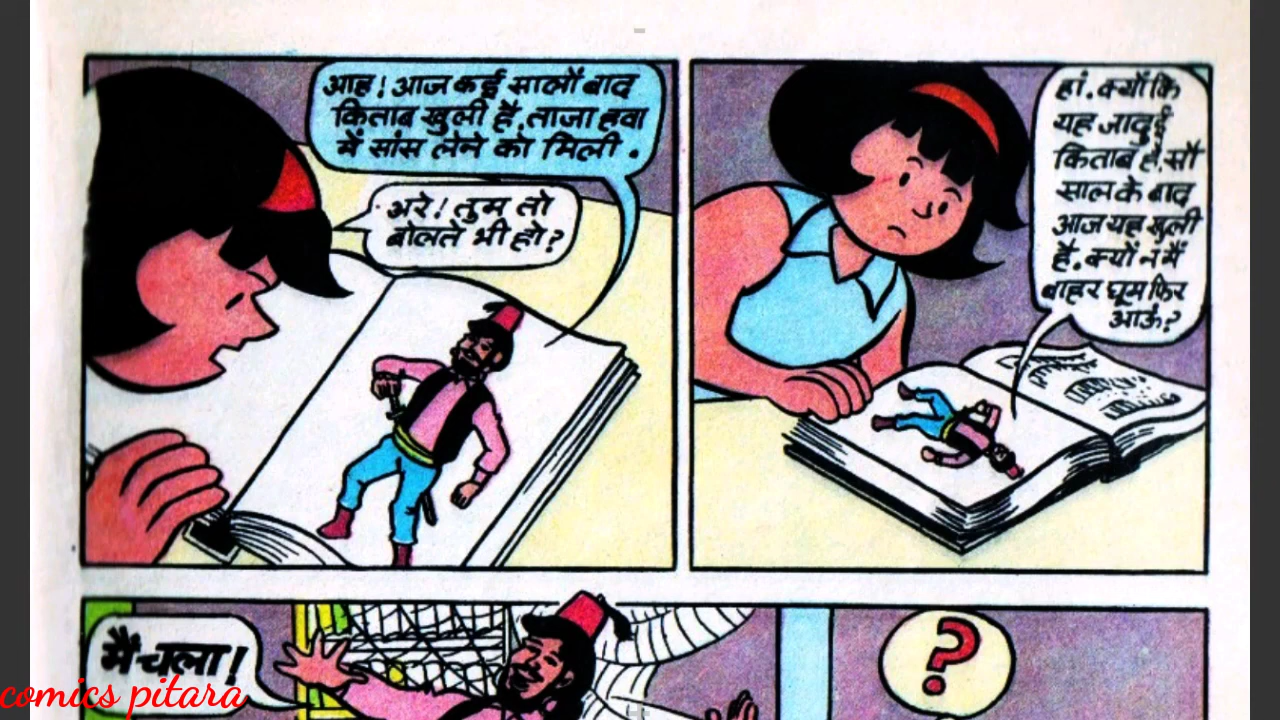 आह! आज कई सालों बाद
किताब खुली है. ताजा हवा
में सांस लेने को मिली.
अरे! तुम तो
बोलते भी हो?
हां. क्यों कि
यह जादुई
किताब है. सौ
साल के बाद
आज यह खुली
है. क्यों न मैं
बाहर घूम फिर
आऊं?
मैं चला!
?
comics pitara